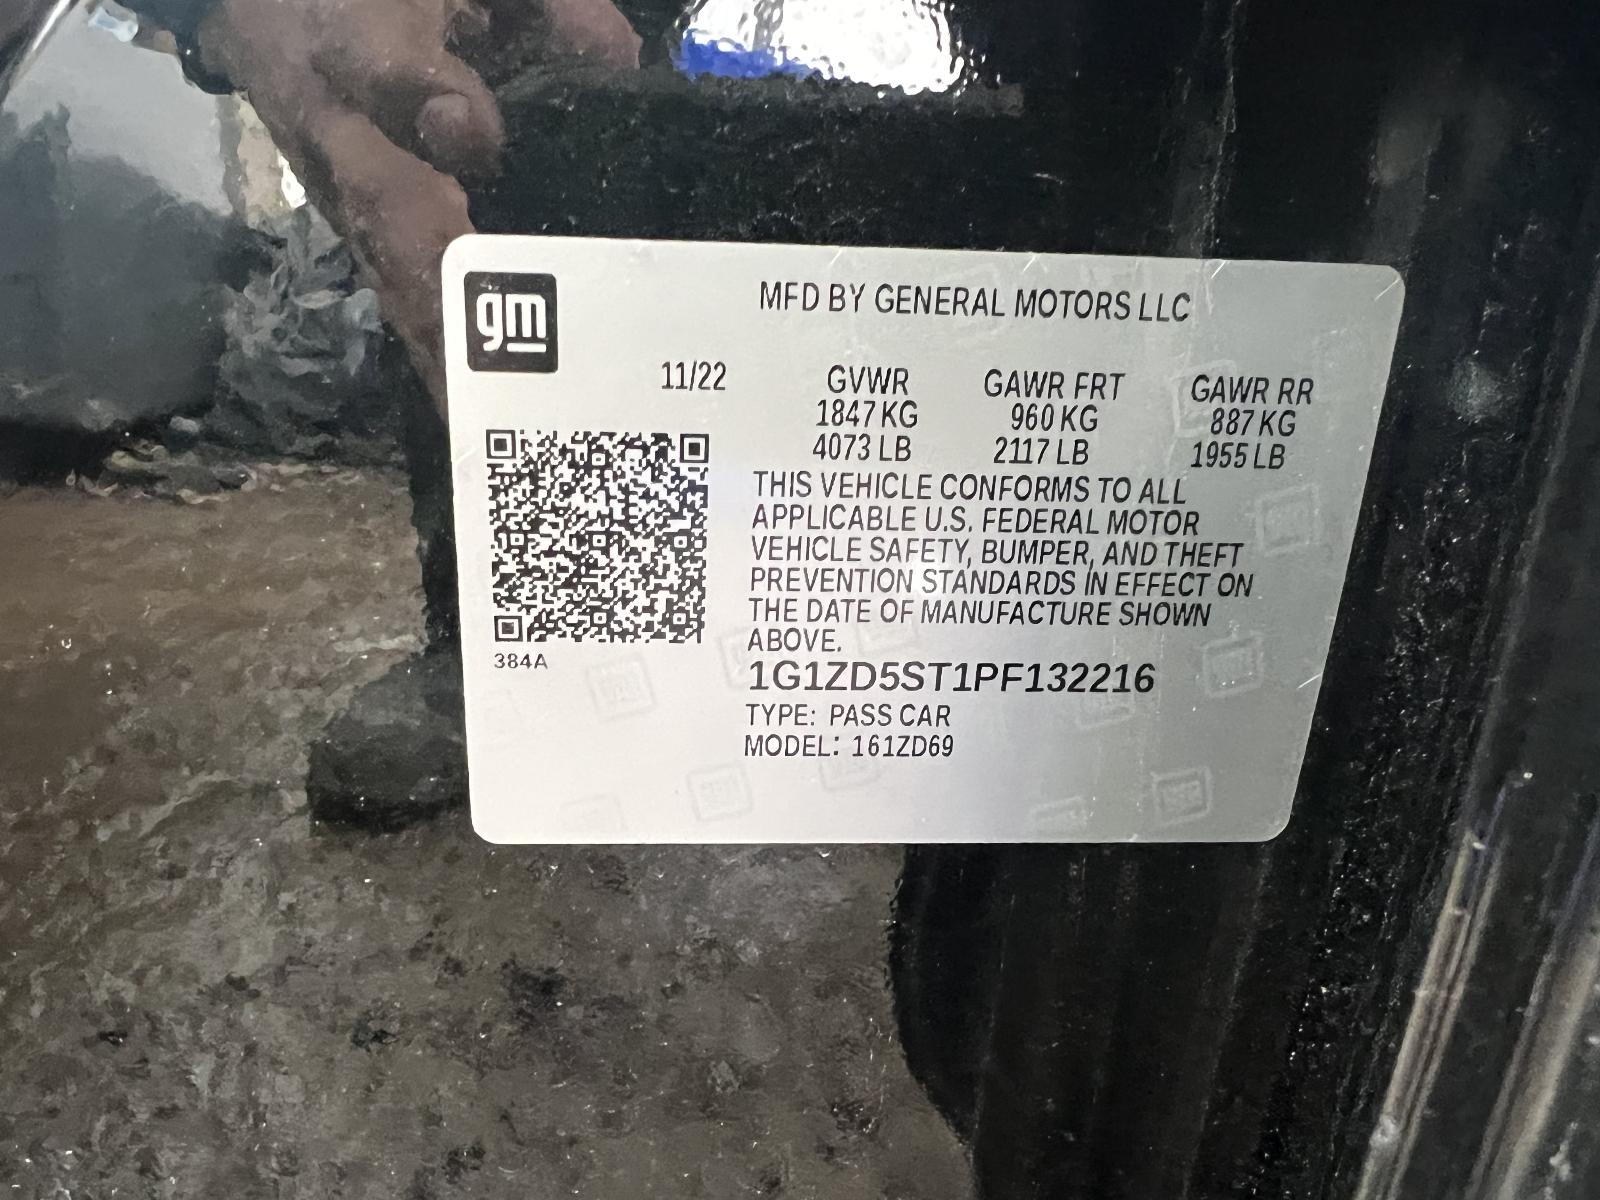 gm
MFD BY GENERAL MOTORS LLC
11/22 GVWR GAWR FRT GAWR RR
1847 KG 960 KG 887 KG
4073 LB 2117 LB 1955 LB
THIS VEHICLE CONFORMS TO ALL
APPLICABLE U.S. FEDERAL MOTOR
VEHICLE SAFETY, BUMPER, AND THEFT
PREVENTION STANDARDS IN EFFECT ON
THE DATE OF MANUFACTURE SHOWN
ABOVE.
384A
1G1ZD5ST1PF132216
TYPE: PASS CAR
MODEL: 161ZD69